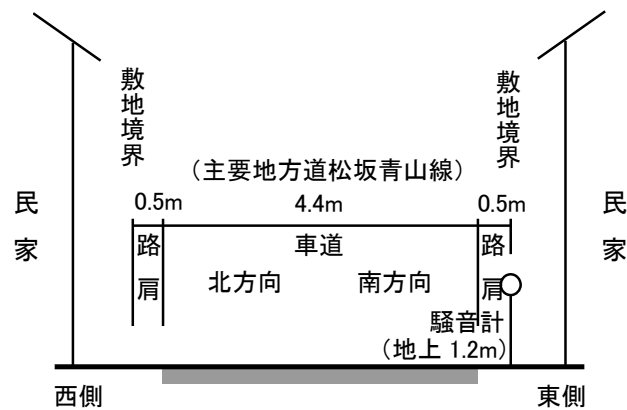 敷地境界
敷地境界
（主要地方道松坂青山線）
0.5m
4.4m
0.5m
民家
民家
路肩
車道
路肩
北方向
南方向
騒音計
（地上 1.2m）
西側
東側